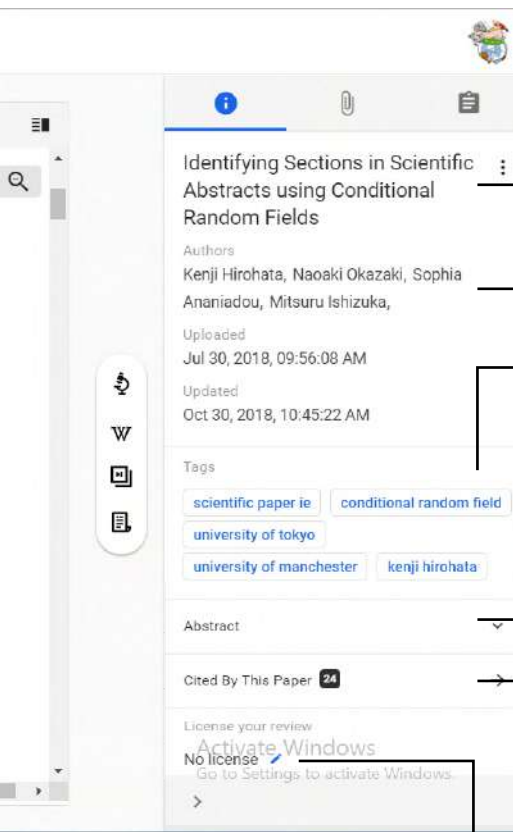 Identifying Sections in Scientific
Abstracts using Conditional
Random Fields
Authors
Kenji Hirohata, Naoaki Okazaki, Sophia
Ananiadou, Mitsuru Ishizuka,
Uploaded
Jul 30, 2018, 09:56:08 AM
Updated
Oct 30, 2018, 10:45:22 AM
W
Tags
scientific paper ie conditional random field
university of tokyo
university of manchester kenji hirohata
Abstract
Cited By This Paper 24
License your review
Activate Windows
No license
Go to Settings to activate Windows.